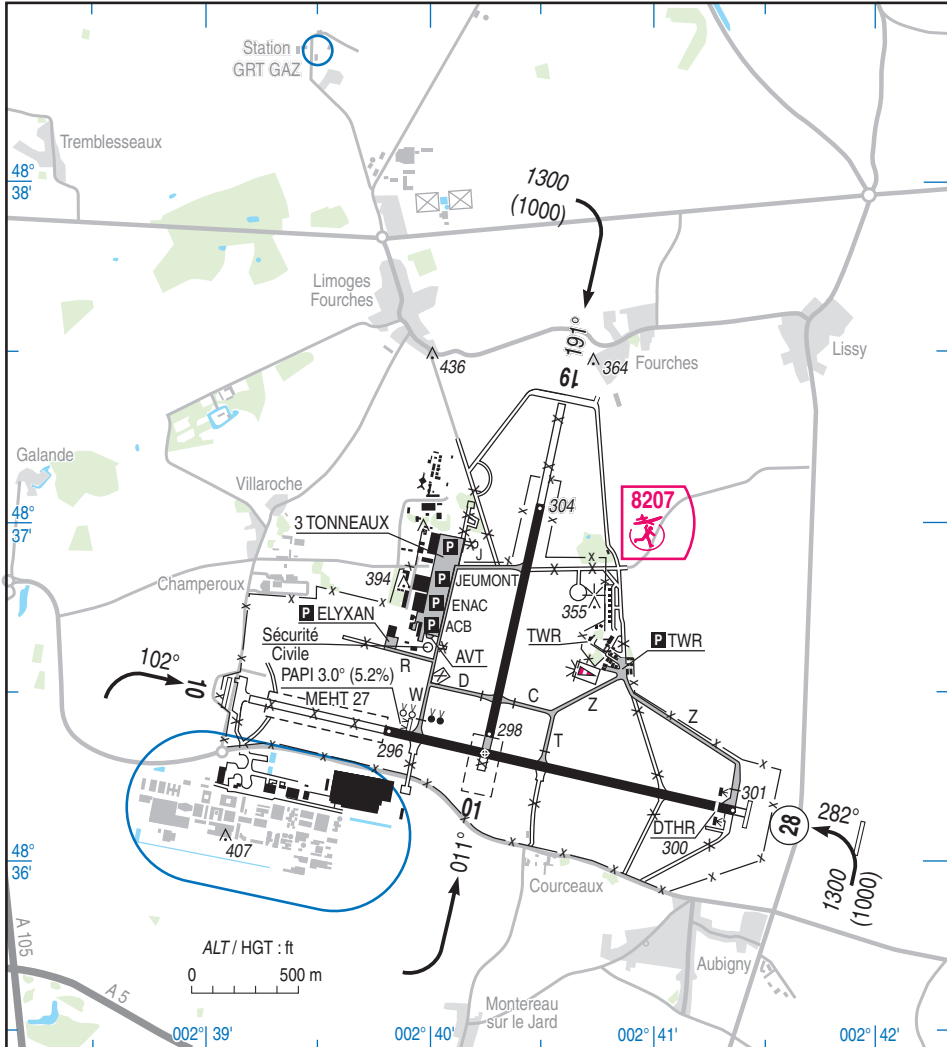 Station
GRT GAZ
Tremblesseaux
48°
38'
1300
(1000)
Limoges
Fourches
191°
19
436
364
Fourches
Lissy
Galande
Villaroche
48°
37'
3 TONNEAUX
P
304
8207
J
Champeroux
394
P
JEUMONT
P
ENAC
355
P ELYXAN
P
ACB
TWR
P TWR
Sécurité
Civile
AVT
R
102°
10
PAPI 3.0° (5.2%)
MEHT 27
W
D
C
Z
Z
296
298
T
301
DTHR
300
28
282°
01
011°
1300
(1000)
407
48°
36'
Courceaux
A 105
ALT / HGT : ft
0
500 m
Aubigny
A 5
Montereau
sur le Jard
002° 39'
002° 40'
002° 41'
002° 42'